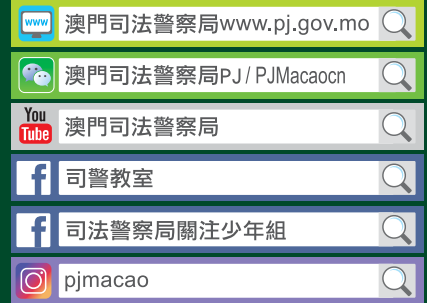 www 澳門司法警察局www.pj.gov.mo
澳門司法警察局PJ / PJMacaocn
You
Tube 澳門司法警察局
f 司警教室
f 司法警察局關注少年組
pjmacao